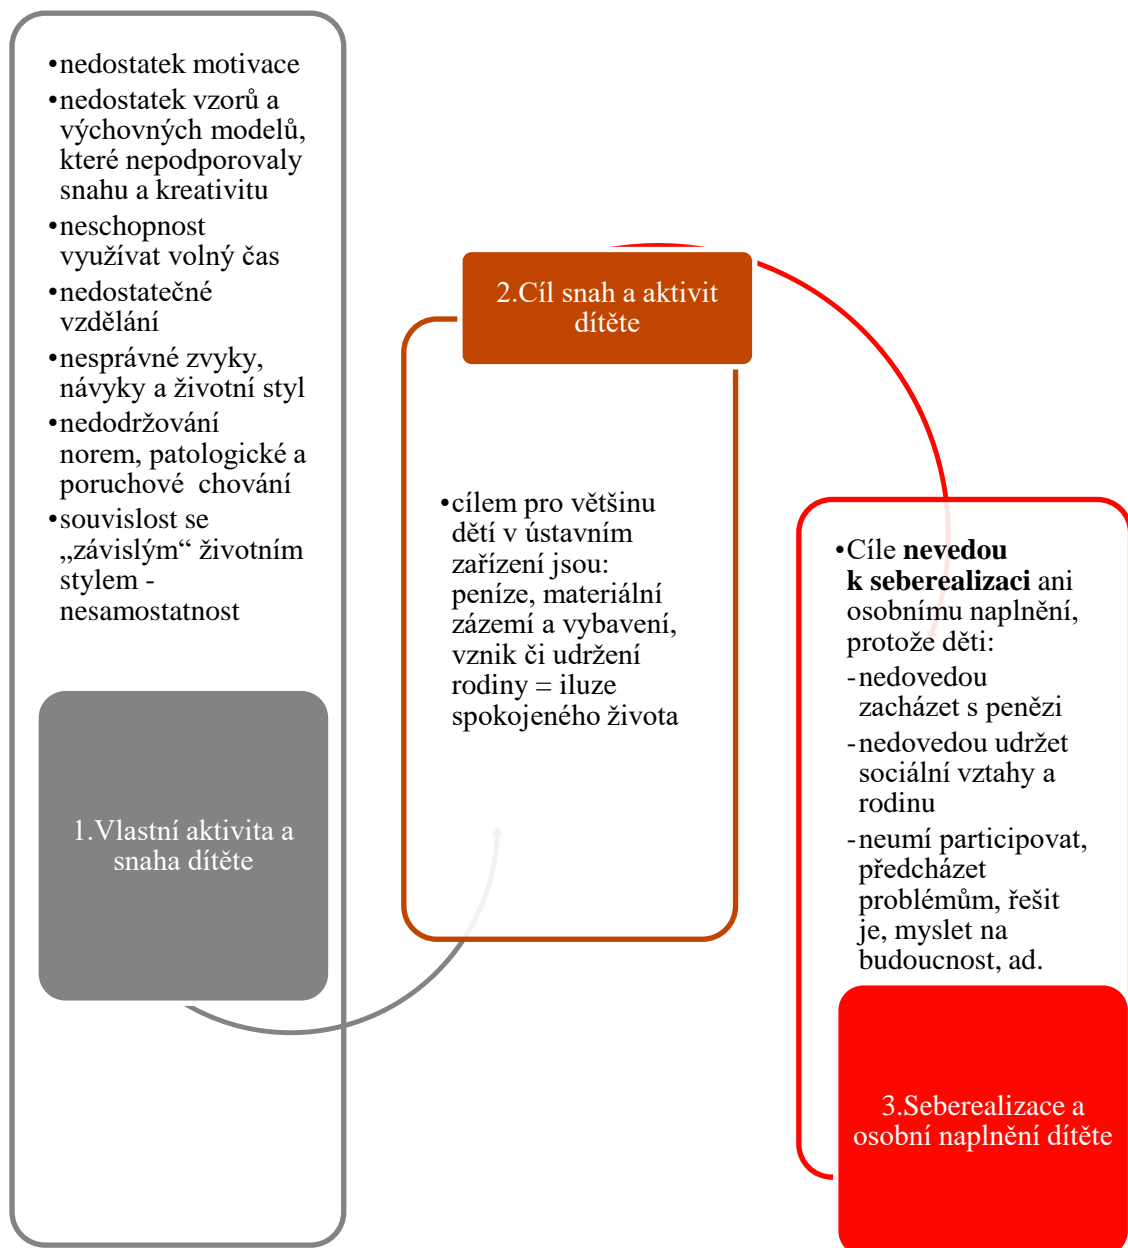 •nedostatek motivace
•nedostatek vzorů a
výchovných modelů,
které nepodporovaly
snahu a kreativitu
•neschopnost
využívat volný čas
•nedostatečné
vzdělání
•nesprávné zvyky,
návyky a životní styl
•nedodržování
norem, patologické a
poruchové  chování
•souvislost se
„závislým“ životním
stylem -
nesamostatnost
1.Vlastní aktivita a
snaha dítěte
2.Cíl snah a aktivit
dítěte
•cílem pro většinu
dětí v ústavním
zařízení jsou:
peníze, materiální
zázemí a vybavení,
vznik či udržení
rodiny = iluze
spokojeného života
•Cíle nevedou
k seberealizaci ani
osobnímu naplnění,
protože děti:
-nedovedou
zacházet s penězi
-nedovedou udržet
sociální vztahy a
rodinu
-neumí participovat,
předcházet
problémům, řešit
je, myslet na
budoucnost, ad.
3.Seberealizace a
osobní naplnění dítěte